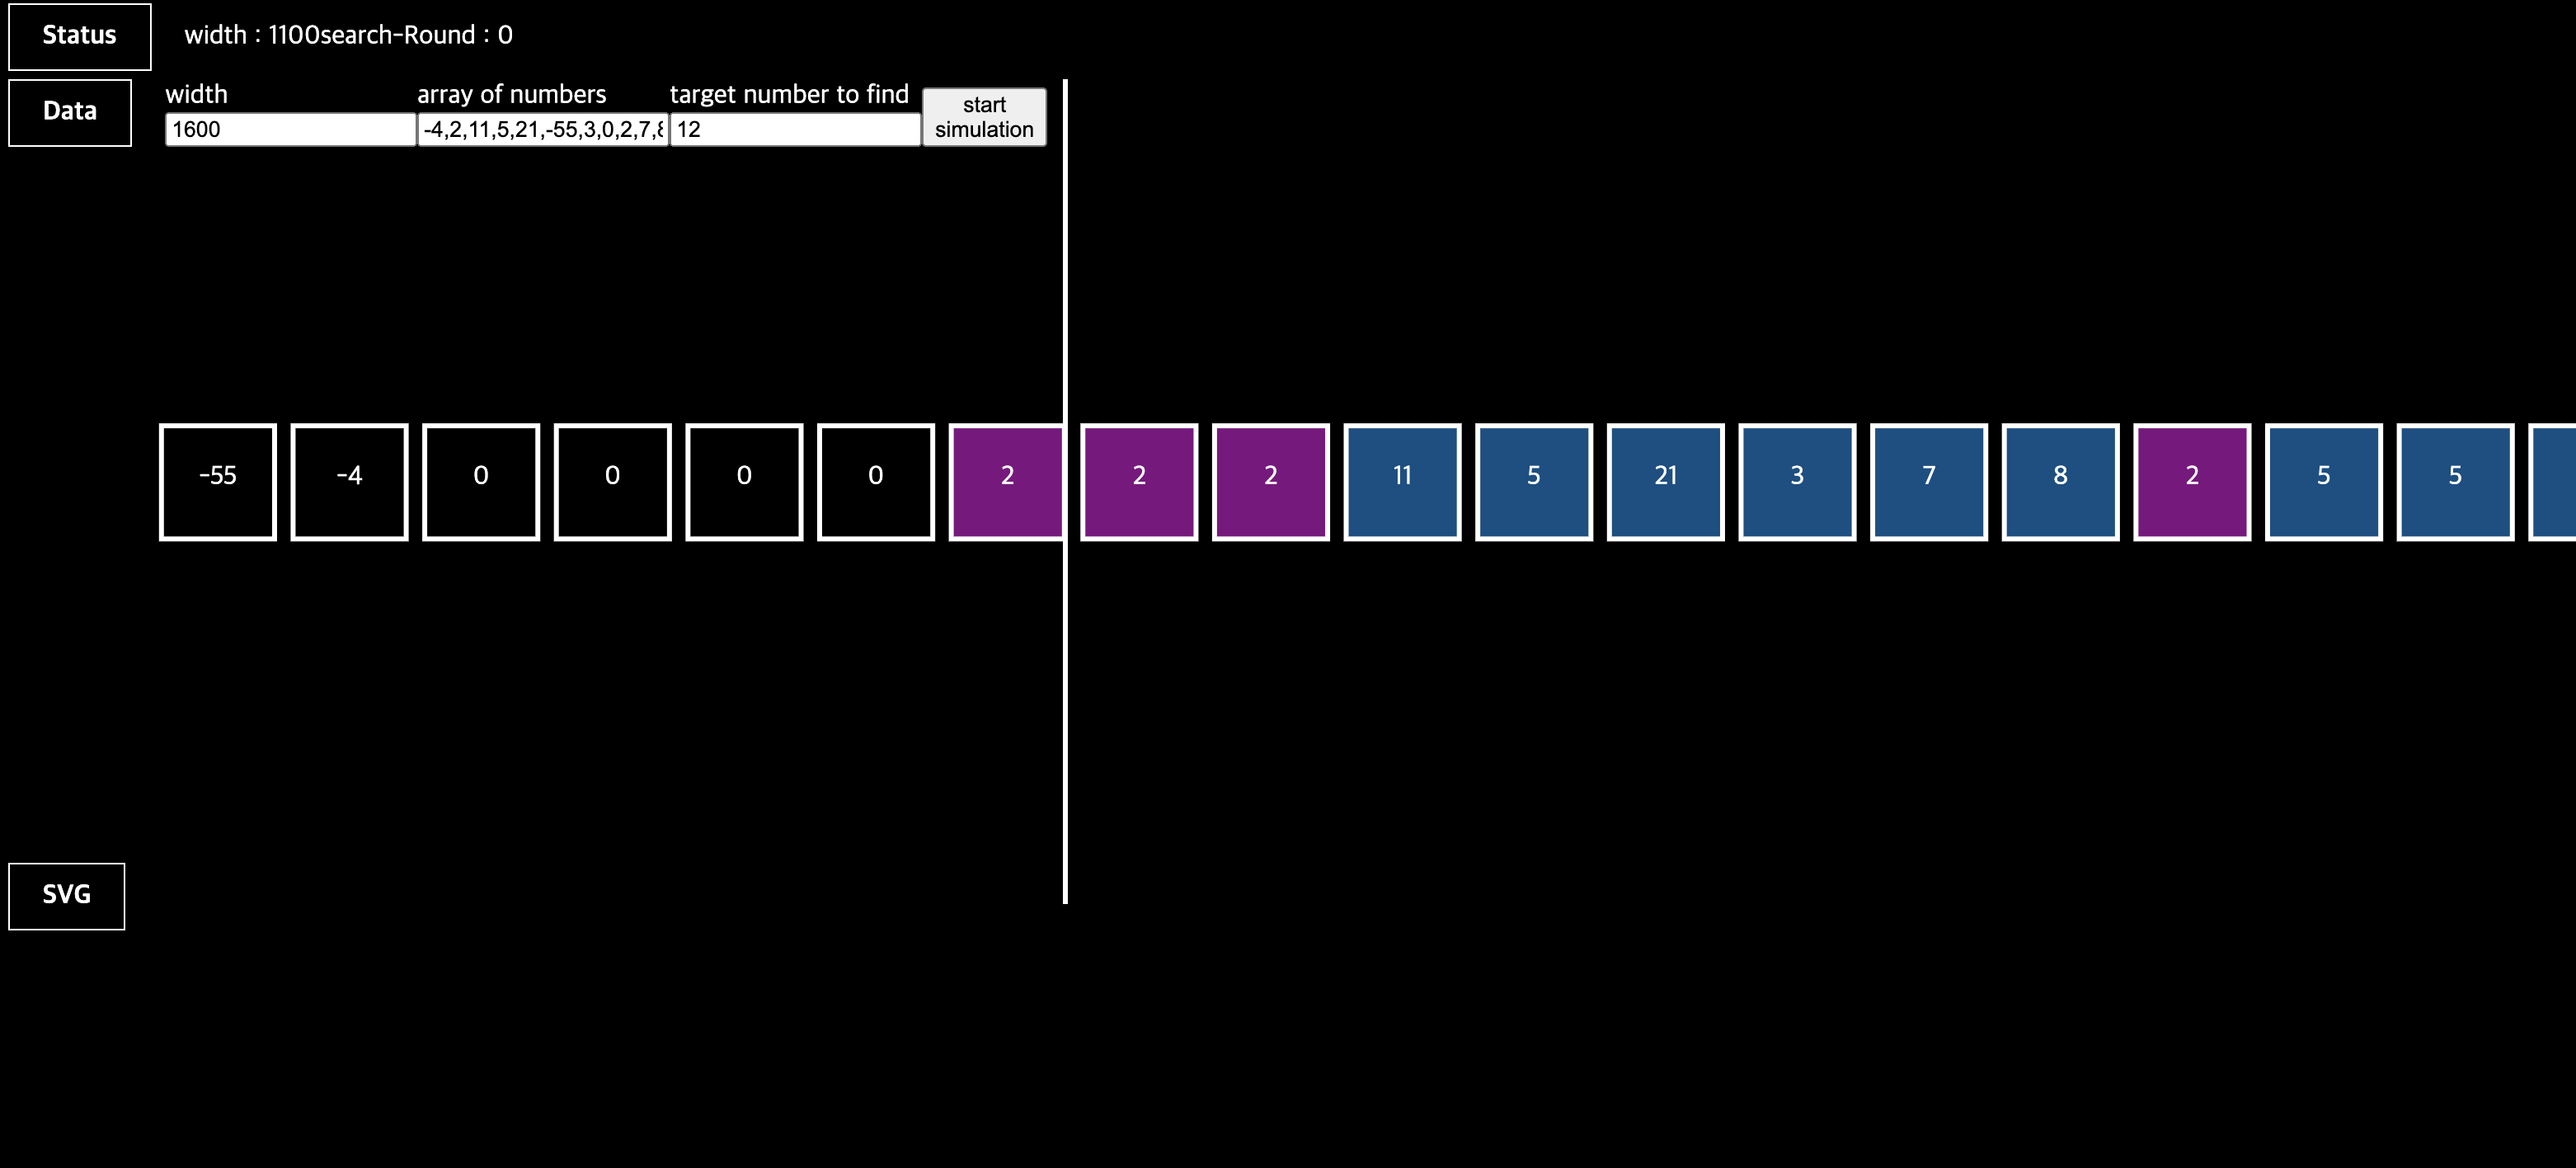 Status
width : 1100search-Round : 0
Data
width
array of numbers
target number to find
1600
-4,2,11,5,21,-55,3,0,2,7,
12
start
simulation
-55 -4 0 0 0 0 2 2 2 11 5 21 3 7 8 2 5 5
SVG